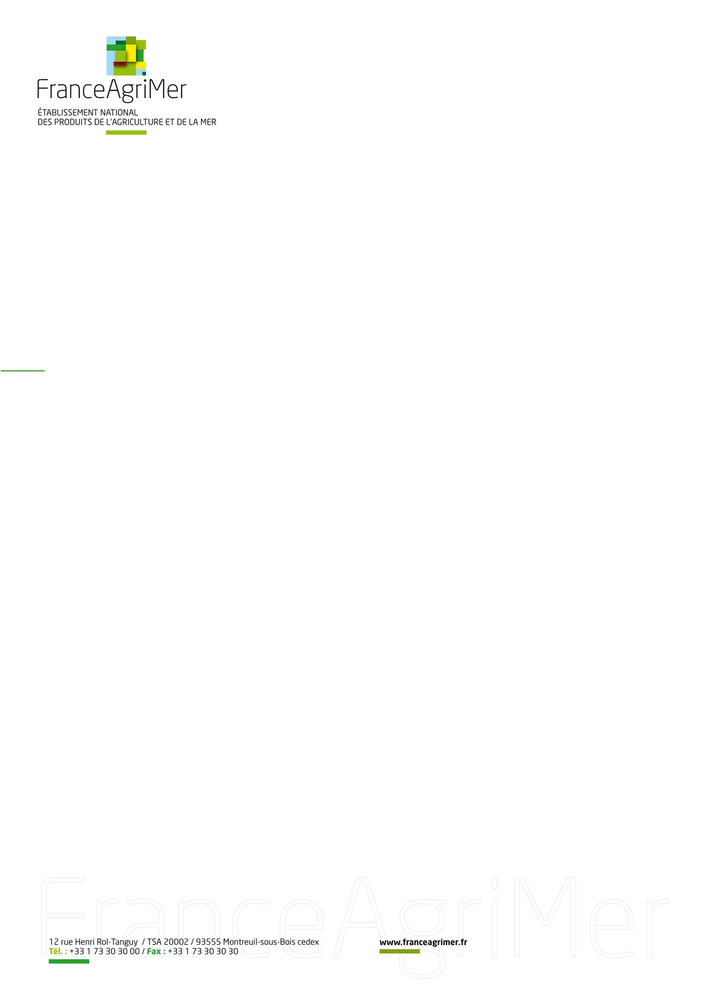 FranceAgriMer
ÉTABLISSEMENT NATIONAL
DES PRODUITS DE L'AGRICULTURE ET DE LA MER
FranceAgriMer
12 rue Henri Rol-Tanguy / TSA 20002 / 93555 Montreuil-sous-Bois cedex
Tél. : +33 1 73 30 30 00 / Fax : +33 1 73 30 30 30
www.franceagrimer.fr